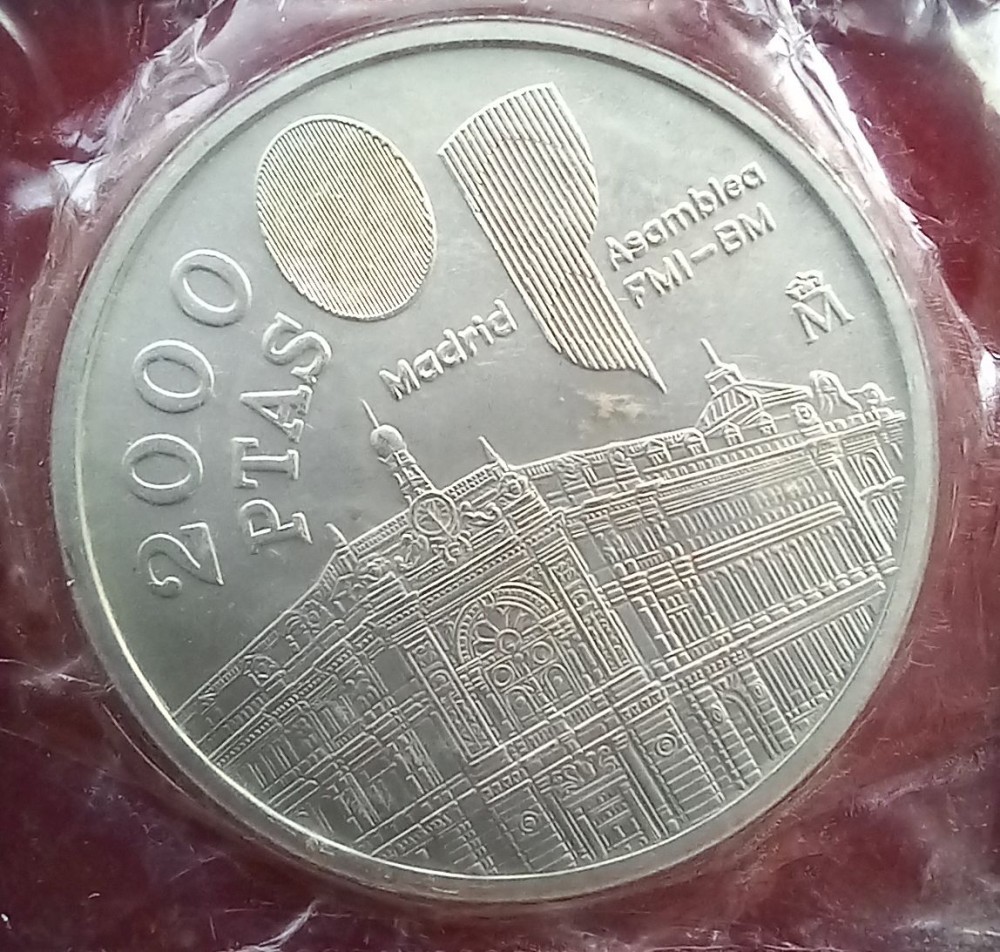 2000
PTAS
Madrid
Asamblea
FMI-BM
M